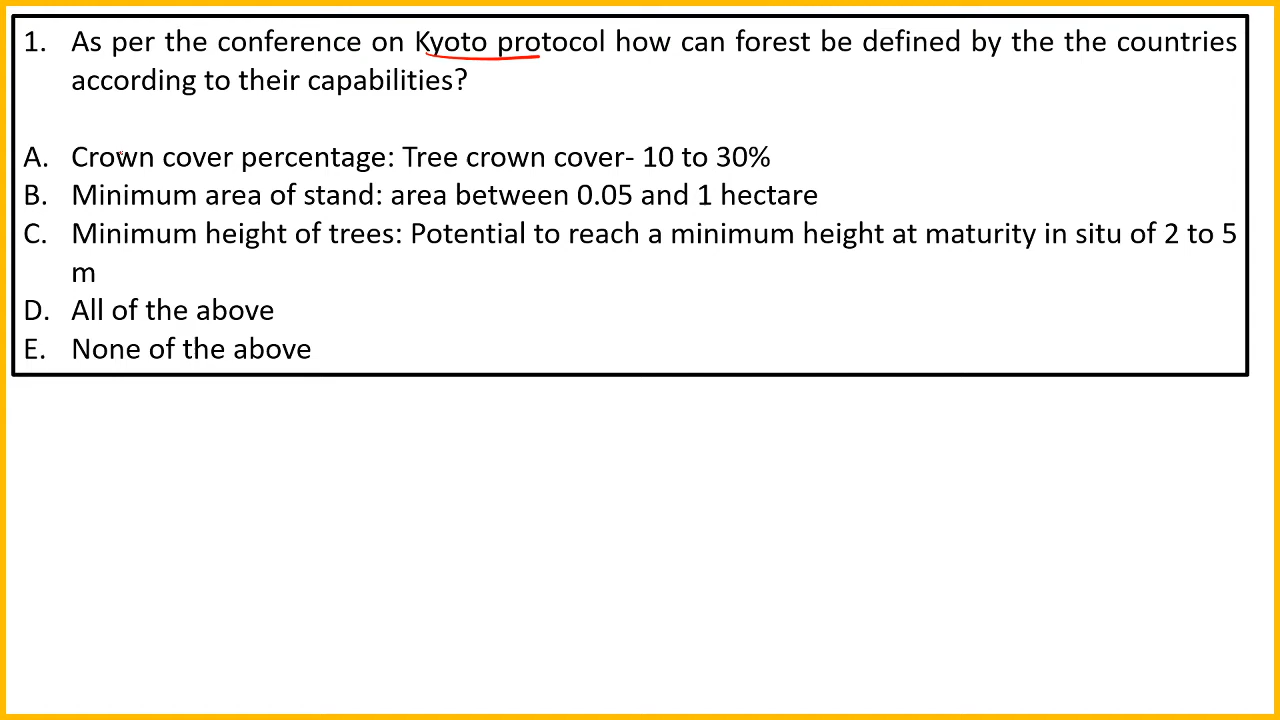 1. As per the conference on Kyoto protocol how can forest be defined by the the countries
according to their capabilities?
A. Crown cover percentage: Tree crown cover- 10 to 30%
B. Minimum area of stand: area between 0.05 and 1 hectare
C. Minimum height of trees: Potential to reach a minimum height at maturity in situ of 2 to 5
m
D. All of the above
E. None of the above